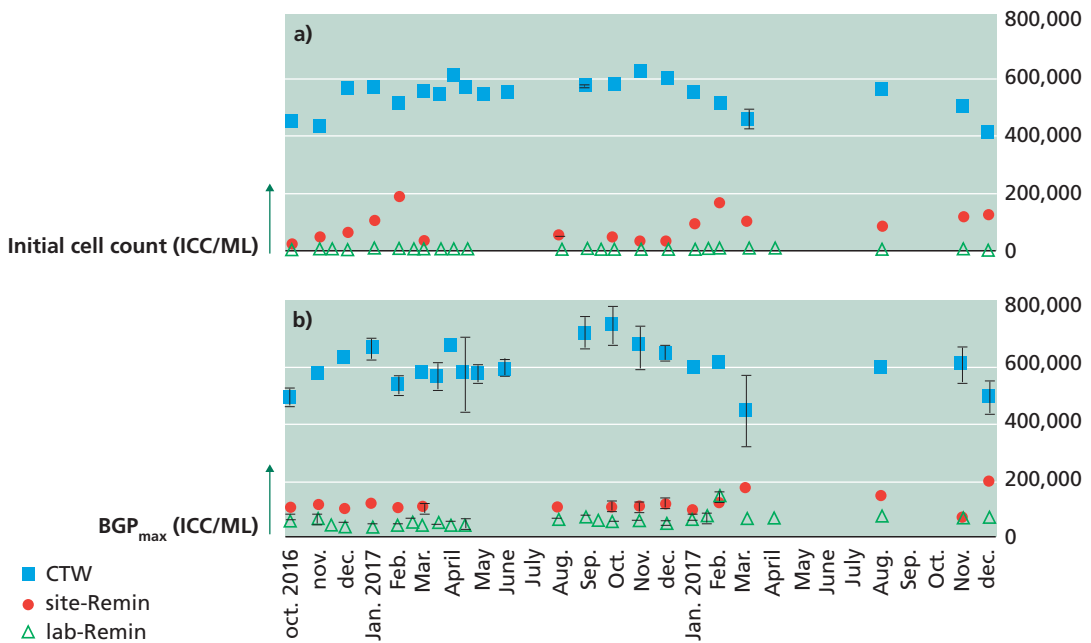 a)
800,000
600,000
400,000
200,000
0
Initial cell count (ICC/ML)
b)
800,000
600,000
400,000
200,000
0
BGPmax (ICC/ML)
oct. 2016
nov.
dec.
Jan. 2017
Feb.
Mar.
April
May
June
July
Aug.
Sep.
Oct.
Nov.
dec.
Jan. 2017
Feb.
Mar.
April
May
June
July
Aug.
Sep.
Oct.
Nov.
dec.
CTW
site-Remin
lab-Remin